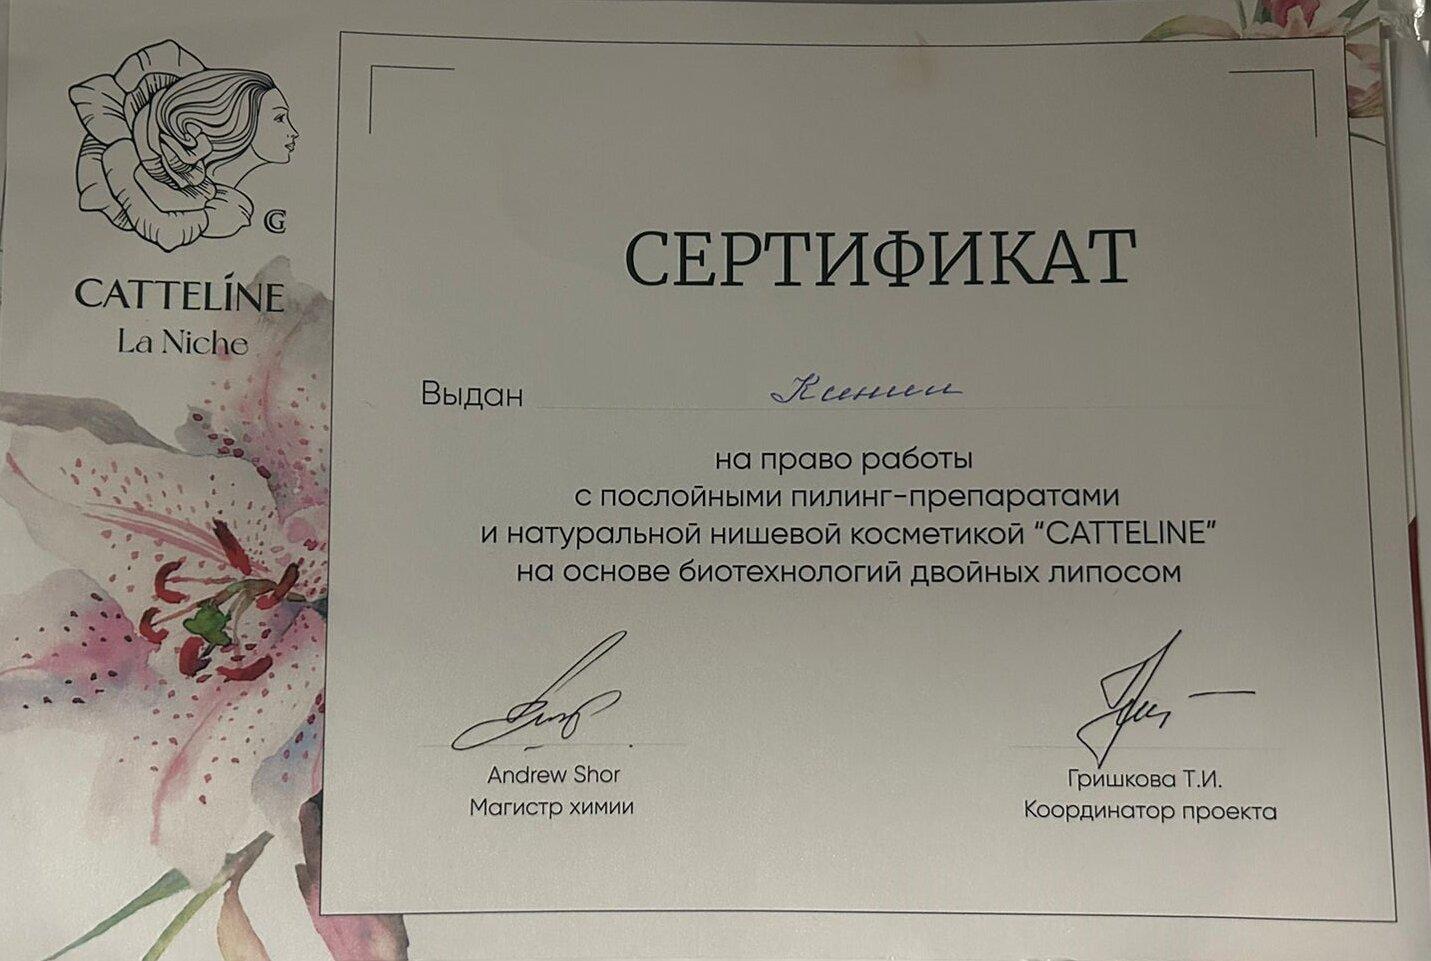 G
CATTELÍNE
La Niche
СЕРТИФИКАТ
Выдан
на право работы
с послойными пилинг-препаратами
и натуральной нишевой косметикой “CATTELINE”
на основе биотехнологий двойных липосом
Andrew Shor
Магистр химии
Гришкова Т.И.
Координатор проекта